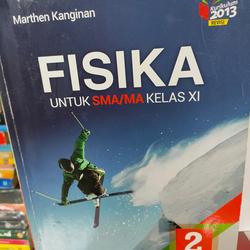 Marthen Kanginan
Kurikulum
2013
REVISI
FISIKA
UNTUK SMA/MA KELAS XI
2